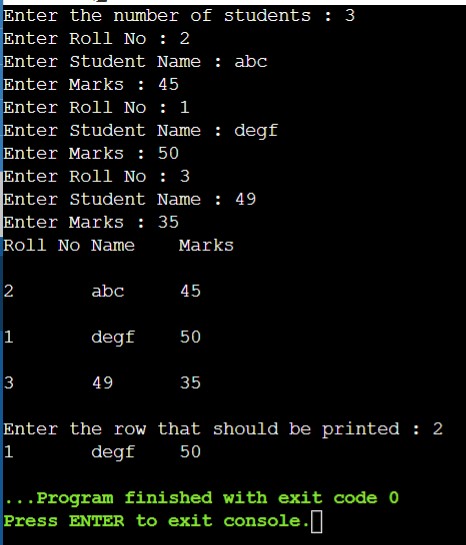 Enter the number of students : 3
Enter Roll No : 2
Enter Student Name : abc
Enter Marks : 45
Enter Roll No : 1
Enter Student Name : degf
Enter Marks : 50
Enter Roll No : 3
Enter Student Name : 49
Enter Marks : 35
Roll No Name    Marks
2       abc     45
1       degf    50
3       49      35
Enter the row that should be printed : 2
1       degf    50
...Program finished with exit code 0
Press ENTER to exit console.